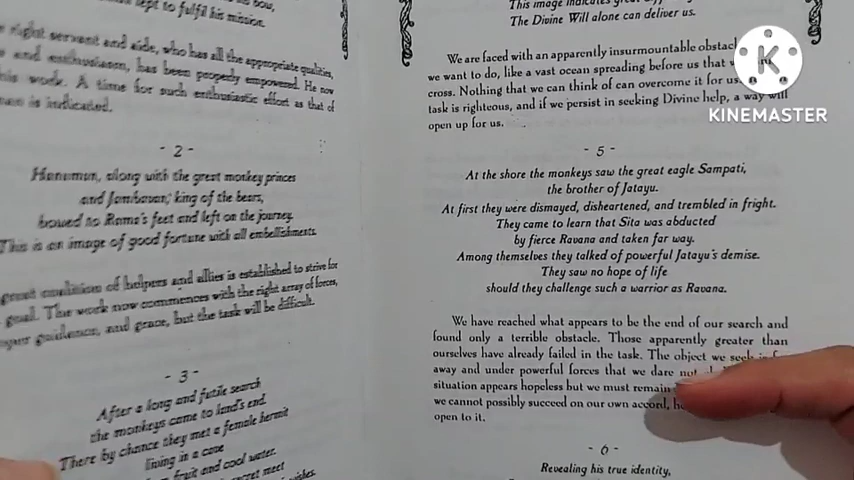 kept to fulfil his mission.
right servant and aide, who has all the appropriate qualities,
and enthusiasm, has been properly empowered. He now
his work. A time for such enthusiastic effort as that of
is indicated.
- 2 -
Hanuman, along with the great monkey princes
and Jambavan, king of the bears,
bowed to Rama's feet and left on the journey.
This is an image of good fortune with all embellishments.
great coalition of helpers and allies is established to strive for
goal. The work now commences with the right array of forces,
guidance, and grace, but the task will be difficult.
- 3 -
After a long and futile search
the monkeys came to land's end.
There by chance they met a female hermit
living in a cave
fruit and cool water.
secret meet
This image indicates great
The Divine Will alone can deliver us.
We are faced with an apparently insurmountable obstacle
we want to do, like a vast ocean spreading before us that
cross. Nothing that we can think of can overcome it for us.
task is righteous, and if we persist in seeking Divine help, a way will
open up for us.
- 5 -
At the shore the monkeys saw the great eagle Sampati,
the brother of Jatayu.
At first they were dismayed, disheartened, and trembled in fright.
They came to learn that Sita was abducted
by fierce Ravana and taken far way.
Among themselves they talked of powerful Jatayu's demise.
They saw no hope of life
should they challenge such a warrior as Ravana.
We have reached what appears to be the end of our search and
found only a terrible obstacle. Those apparently greater than
ourselves have already failed in the task. The object we seek is far
away and under powerful forces that we dare not
situation appears hopeless but we must remain
we cannot possibly succeed on our own accord,
open to it.
- 6 -
Revealing his true identity,
KINEMASTER